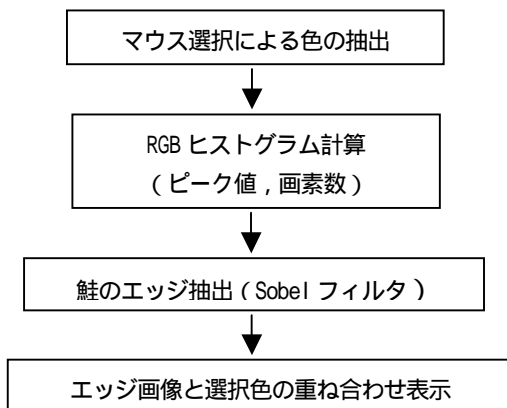 マウス選択による色の抽出
RGB ヒストグラム計算
（ピーク値，画素数）
鮭のエッジ抽出（Sobel フィルタ）
エッジ画像と選択色の重ね合わせ表示